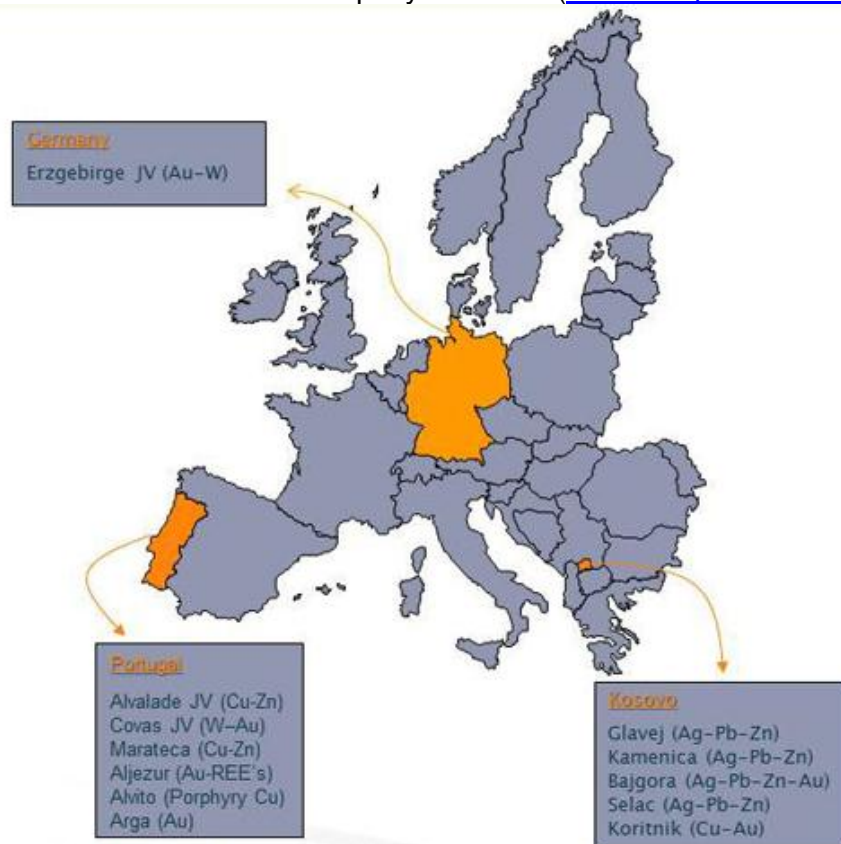 Germany
Erzgebirge JV (Au-W)
Portugal
Alvalade JV (Cu-Zn)
Covas JV (W-Au)
Marateca (Cu-Zn)
Aljezur (Au-REE's)
Alvito (Porphyry Cu)
Arga (Au)
Kosovo
Glavej (Ag-Pb-Zn)
Kamenica (Ag-Pb-Zn)
Bajgora (Ag-Pb-Zn-Au)
Selac (Ag-Pb-Zn)
Koritnik (Cu-Au)